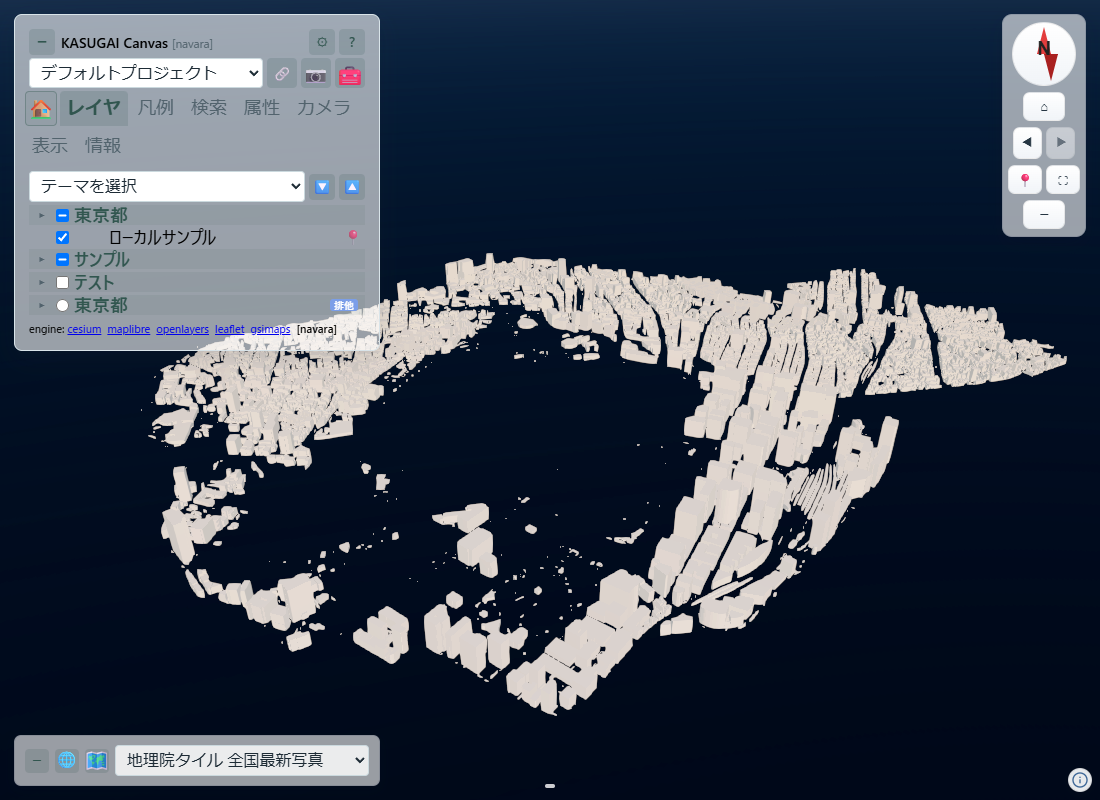 KASUGAI Canvas [navara]
?
デフォルトプロジェクト
レイヤ 凡例 検索 属性 カメラ
表示 情報
テーマを選択
東京都
ローカルサンプル
サンプル
テスト
東京都 排他
engine: cesium maplibre openlayers leaflet gsimaps [navara]
N
地理院タイル 全国最新写真